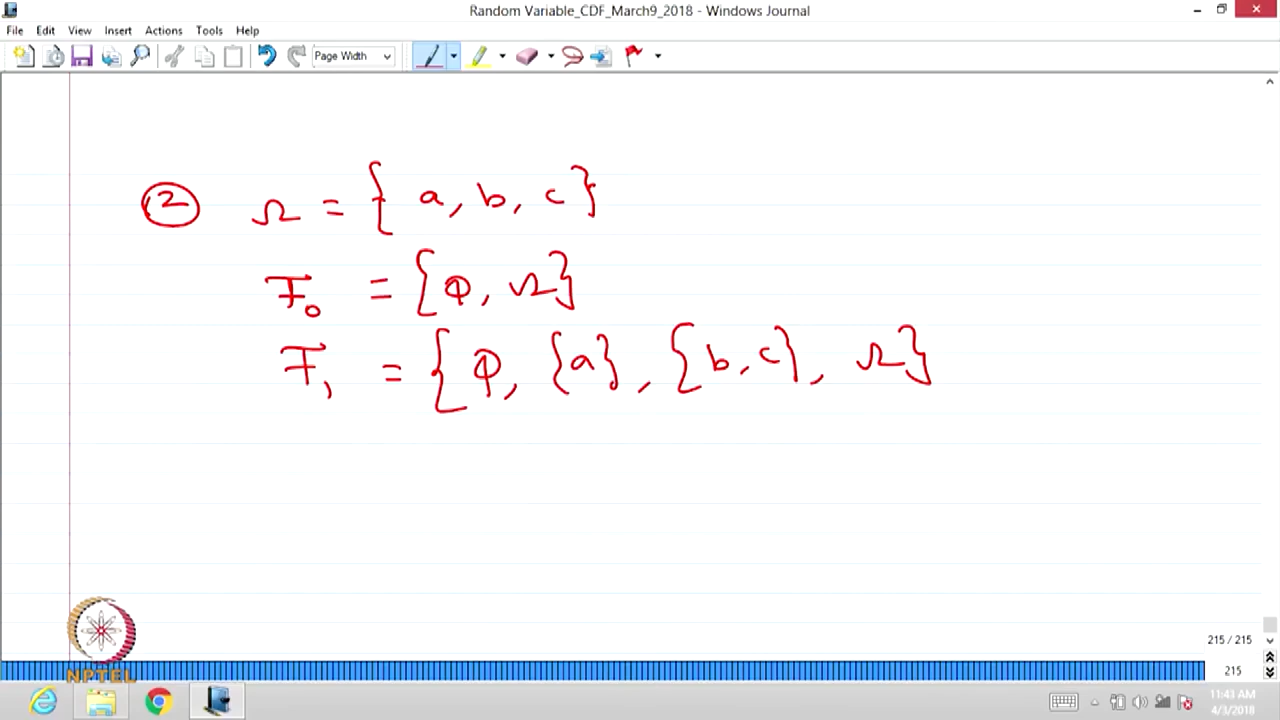 Random Variable_CDF_March9_2018 - Windows Journal
File Edit View Insert Actions Tools Help
Page Width
② Ω = { a, b, c }
F₀ = { Φ, Ω }
F₁ = { Φ, {a}, {b, c}, Ω }
215 / 215
NPTEL
215
11:43 AM
4/3/2018